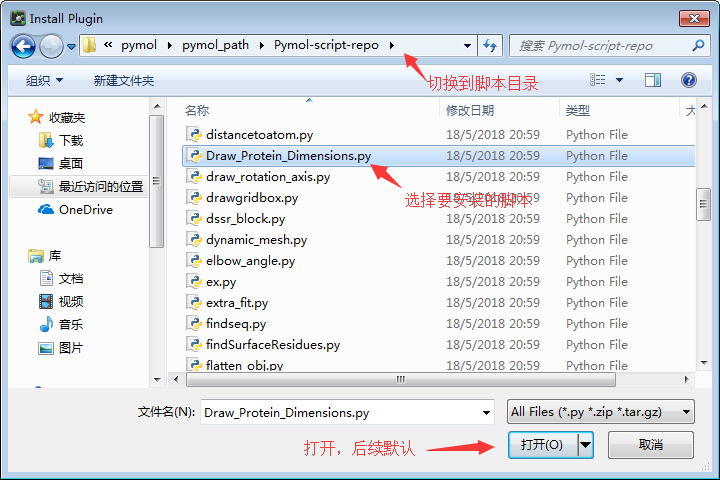 Install Plugin
« pymol ▸ pymol_path ▸ Pymol-script-repo ▸
搜索 Pymol-script-repo
组织 新建文件夹
切换到脚本目录
收藏夹
下载
桌面
最近访问的位置
OneDrive
库
文档
视频
音乐
图片
名称 修改日期 类型 大
distancetoatom.py 18/5/2018 20:59 Python File
Draw_Protein_Dimensions.py 18/5/2018 20:59 Python File
draw_rotation_axis.py 18/5/2018 20:59 Python File
选择要安装的脚本
drawgridbox.py 18/5/2018 20:59 Python File
dssr_block.py 18/5/2018 20:59 Python File
dynamic_mesh.py 18/5/2018 20:59 Python File
elbow_angle.py 18/5/2018 20:59 Python File
ex.py 18/5/2018 20:59 Python File
extra_fit.py 18/5/2018 20:59 Python File
findseq.py 18/5/2018 20:59 Python File
findSurfaceResidues.py 18/5/2018 20:59 Python File
flatten_obj.py 18/5/2018 20:59 Python File
文件名(N): Draw_Protein_Dimensions.py All Files (*.py *.zip *.tar.gz)
打开，后续默认
打开(O) 取消